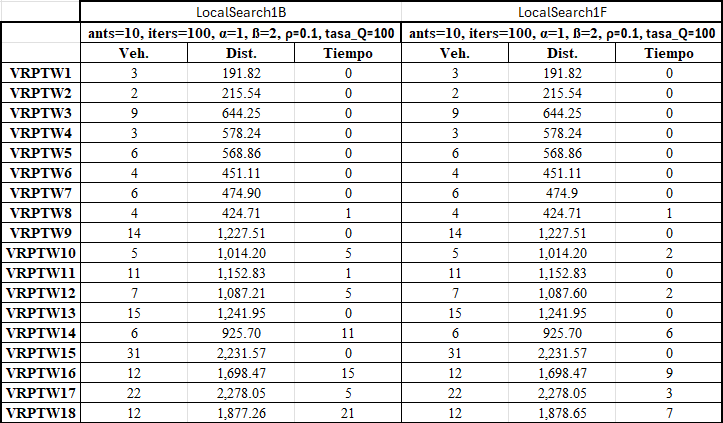 LocalSearch1B LocalSearch1F
ants=10, iters=100, α=1, ß=2, ρ=0.1, tasa_Q=100 ants=10, iters=100, α=1, ß=2, ρ=0.1, tasa_Q=100
Veh. Dist. Tiempo Veh. Dist. Tiempo
VRPTW1 3 191.82 0 3 191.82 0
VRPTW2 2 215.54 0 2 215.54 0
VRPTW3 9 644.25 0 9 644.25 0
VRPTW4 3 578.24 0 3 578.24 0
VRPTW5 6 568.86 0 6 568.86 0
VRPTW6 4 451.11 0 4 451.11 0
VRPTW7 6 474.90 0 6 474.9 0
VRPTW8 4 424.71 1 4 424.71 1
VRPTW9 14 1,227.51 0 14 1,227.51 0
VRPTW10 5 1,014.20 5 5 1,014.20 2
VRPTW11 11 1,152.83 1 11 1,152.83 0
VRPTW12 7 1,087.21 5 7 1,087.60 2
VRPTW13 15 1,241.95 0 15 1,241.95 0
VRPTW14 6 925.70 11 6 925.70 6
VRPTW15 31 2,231.57 0 31 2,231.57 0
VRPTW16 12 1,698.47 15 12 1,698.47 9
VRPTW17 22 2,278.05 5 22 2,278.05 3
VRPTW18 12 1,877.26 21 12 1,878.65 7